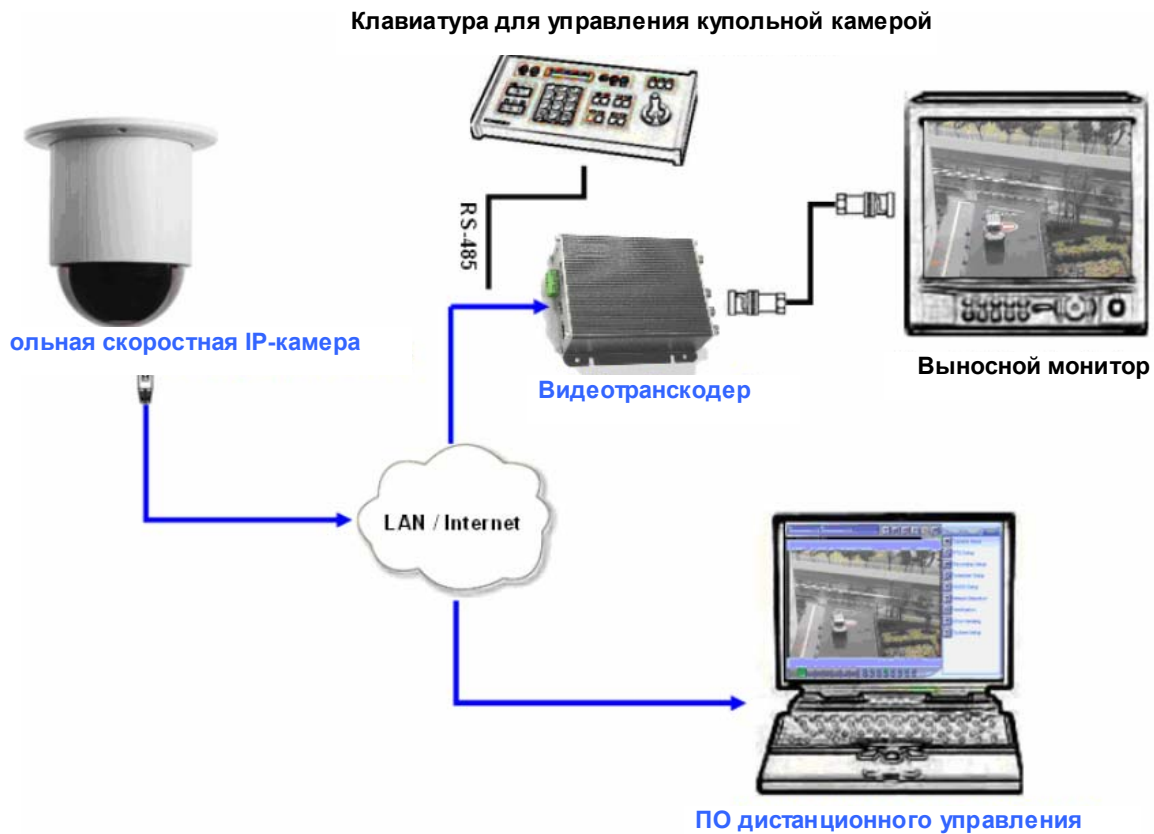 Клавиатура для управления купольной камерой
RS-485
ольная скоростная IP-камера
Выносной монитор
Видеотранскодер
LAN / Internet
ПО дистанционного управления